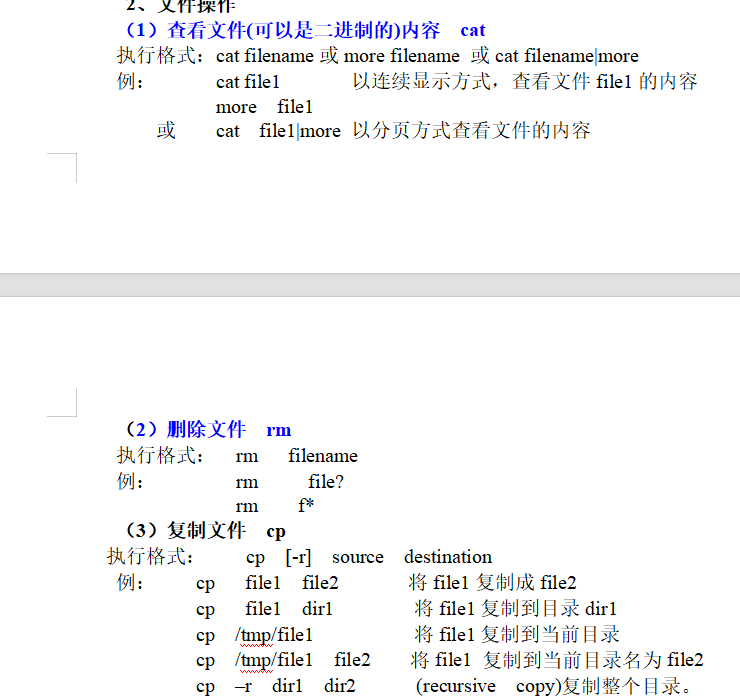 2、文件操作
（1）查看文件(可以是二进制的)内容 cat
执行格式：cat filename 或 more filename 或 cat filename|more
例： cat file1 以连续显示方式，查看文件 file1 的内容
more file1
或 cat file1|more 以分页方式查看文件的内容
（2）删除文件 rm
执行格式： rm filename
例： rm file?
rm f*
（3）复制文件 cp
执行格式： cp [-r] source destination
例： cp file1 file2 将 file1 复制成 file2
cp file1 dir1 将 file1 复制到目录 dir1
cp /tmp/file1 将 file1 复制到当前目录
cp /tmp/file1 file2 将 file1 复制到当前目录名为 file2
cp –r dir1 dir2 (recursive copy)复制整个目录。